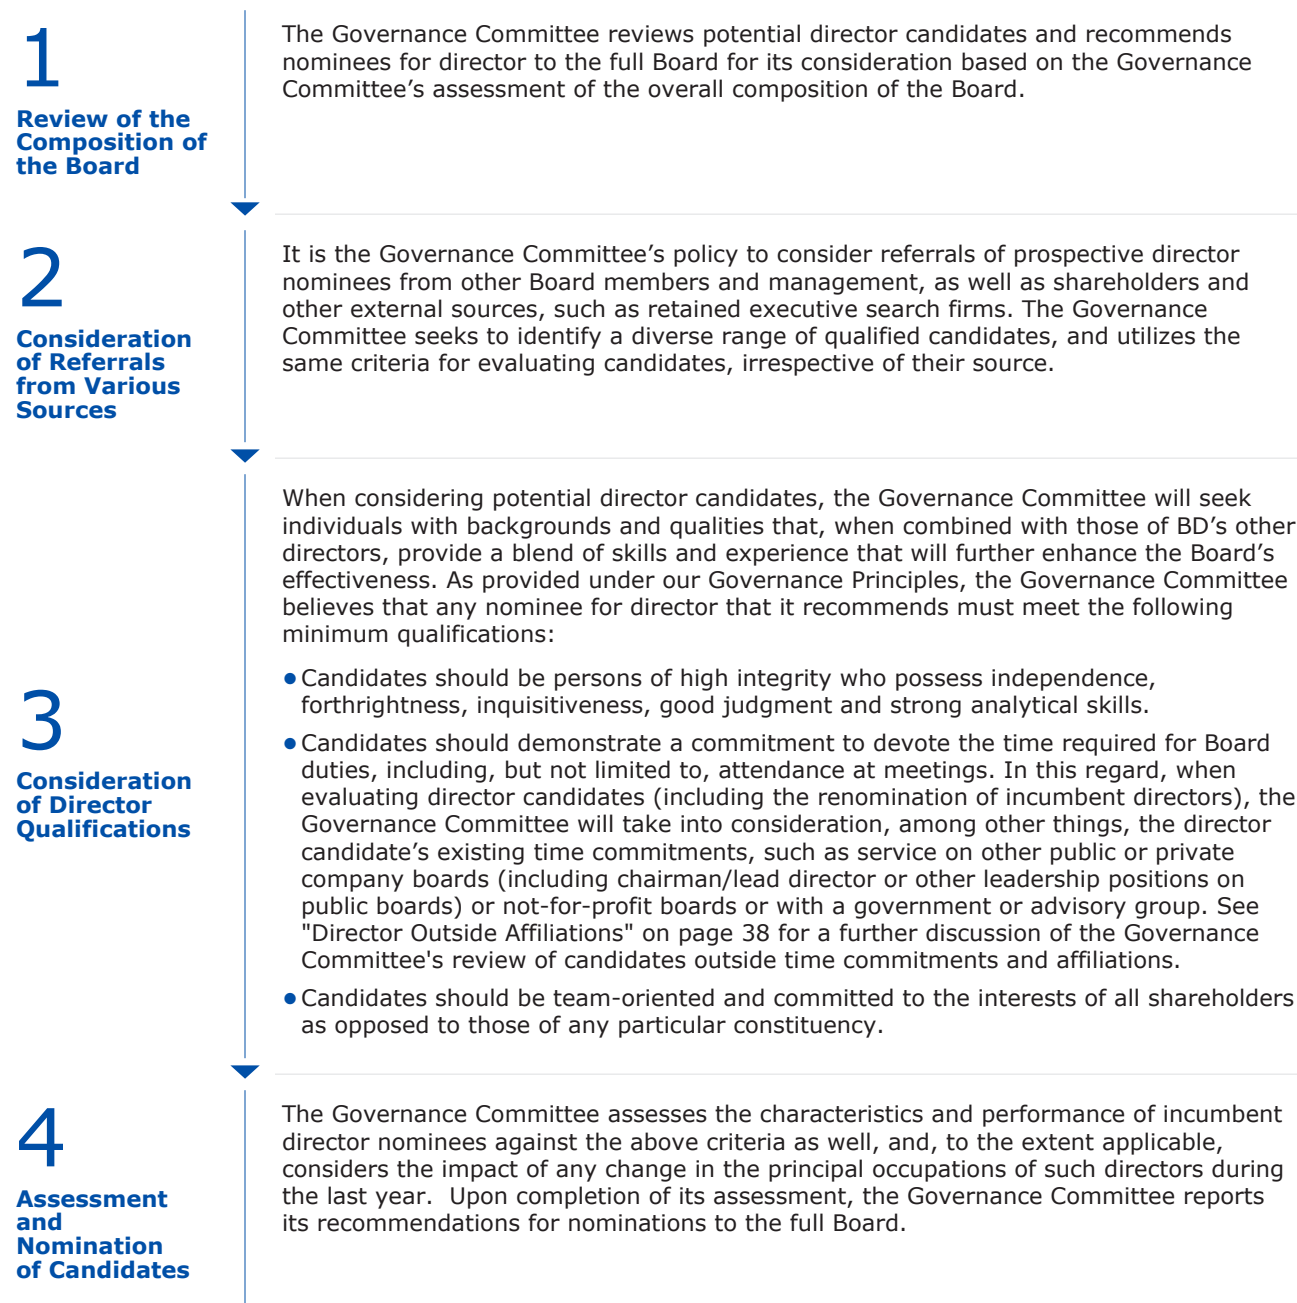 1
Review of the
Composition of
the Board
The Governance Committee reviews potential director candidates and recommends
nominees for director to the full Board for its consideration based on the Governance
Committee’s assessment of the overall composition of the Board.
2
Consideration
of Referrals
from Various
Sources
It is the Governance Committee’s policy to consider referrals of prospective director
nominees from other Board members and management, as well as shareholders and
other external sources, such as retained executive search firms. The Governance
Committee seeks to identify a diverse range of qualified candidates, and utilizes the
same criteria for evaluating candidates, irrespective of their source.
3
Consideration
of Director
Qualifications
When considering potential director candidates, the Governance Committee will seek
individuals with backgrounds and qualities that, when combined with those of BD’s other
directors, provide a blend of skills and experience that will further enhance the Board’s
effectiveness. As provided under our Governance Principles, the Governance Committee
believes that any nominee for director that it recommends must meet the following
minimum qualifications:
● Candidates should be persons of high integrity who possess independence,
forthrightness, inquisitiveness, good judgment and strong analytical skills.
● Candidates should demonstrate a commitment to devote the time required for Board
duties, including, but not limited to, attendance at meetings. In this regard, when
evaluating director candidates (including the renomination of incumbent directors), the
Governance Committee will take into consideration, among other things, the director
candidate’s existing time commitments, such as service on other public or private
company boards (including chairman/lead director or other leadership positions on
public boards) or not-for-profit boards or with a government or advisory group. See
"Director Outside Affiliations" on page 38 for a further discussion of the Governance
Committee's review of candidates outside time commitments and affiliations.
● Candidates should be team-oriented and committed to the interests of all shareholders
as opposed to those of any particular constituency.
4
Assessment
and
Nomination
of Candidates
The Governance Committee assesses the characteristics and performance of incumbent
director nominees against the above criteria as well, and, to the extent applicable,
considers the impact of any change in the principal occupations of such directors during
the last year.  Upon completion of its assessment, the Governance Committee reports
its recommendations for nominations to the full Board.